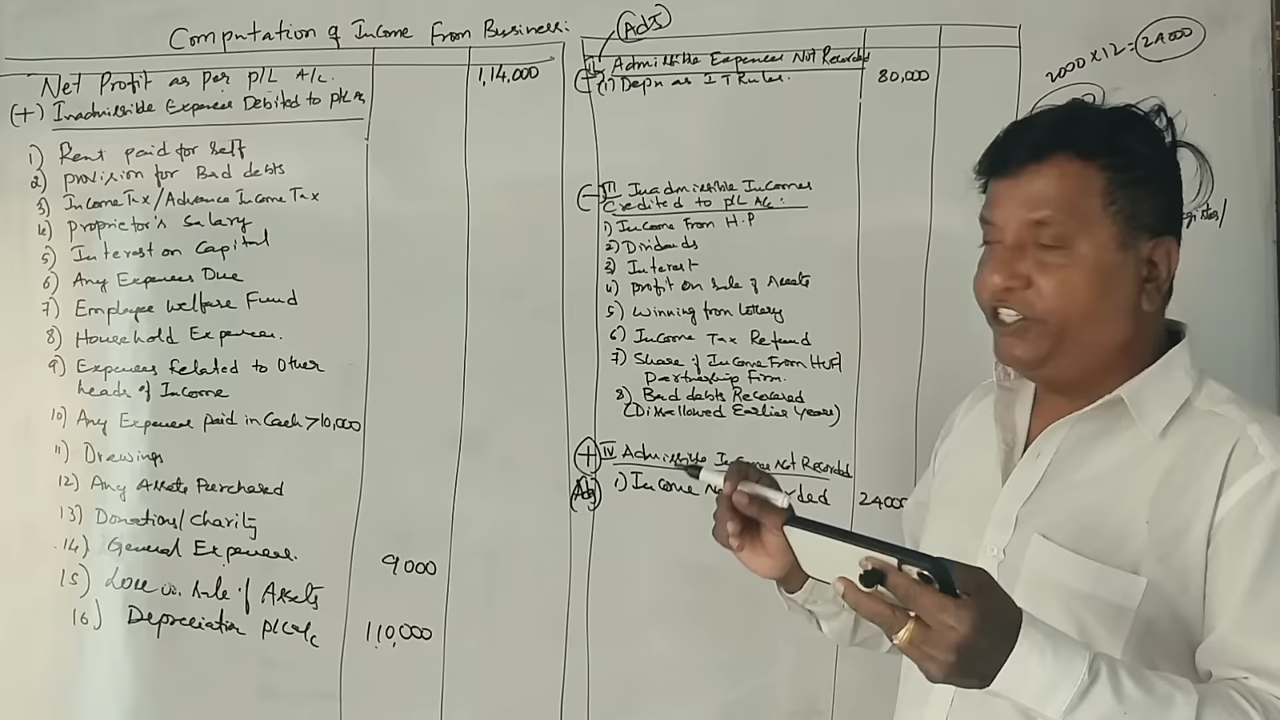 Computation of Income From Business:
Net Profit as per P/L A/c. 1,14,000
(+) Inadmissible Expenses Debited to P/L A/c
1) Rent paid for self
2) provision for Bad debts
3) Income Tax/Advance Income Tax
4) proprietor's salary
5) Interest on Capital
6) Any Expenses Due
7) Employee Welfare Fund
8) Household Expenses.
9) Expenses Related to Other
heads of Income
10) Any Expense paid in Cash >10,000
11) Drawings
12) Any Assets Purchased
13) Donations/Charity
14) General Expenses. 9000
15) Loss on Sale of Assets
16) Depreciation P/L A/c 110,000
(Adj)
(-) II Admissible Expenses Not Recorded
(1) Depn as IT Rules. 80,000
(-) III Inadmissible Incomes
Credited to P/L A/c:
1) Income From H.P
2) Dividends
3) Interest
4) profit on sale of Assets
5) Winning from Lottery
6) Income Tax Refund
7) Share of Income From HUF/
Partnership Firm.
8) Bad debts Recovered
(Disallowed Earlier years)
(+) IV Admissible Income Not Recorded
(Adj) 1) Income 24000
2000 x 12 = 24000